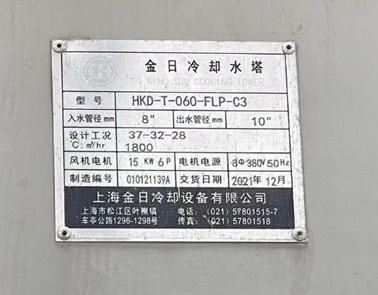 金日冷却水塔
KING SUN COOLING TOWER
型号 HKD-T-060-FLP-C3
入水管径mm 8" 出水管径mm 10"
设计工况 37-32-28
℃:m³/hr 1800
风机电机 15 KW 6P 电机电源 3Φ380V50Hz
制造编号 010121139A 交货日期 2021年12月
上海金日冷却设备有限公司
上海市松江区叶榭镇 电话:(021)57801515-7
车亭公路1296-1298号 传真:(021)57801518